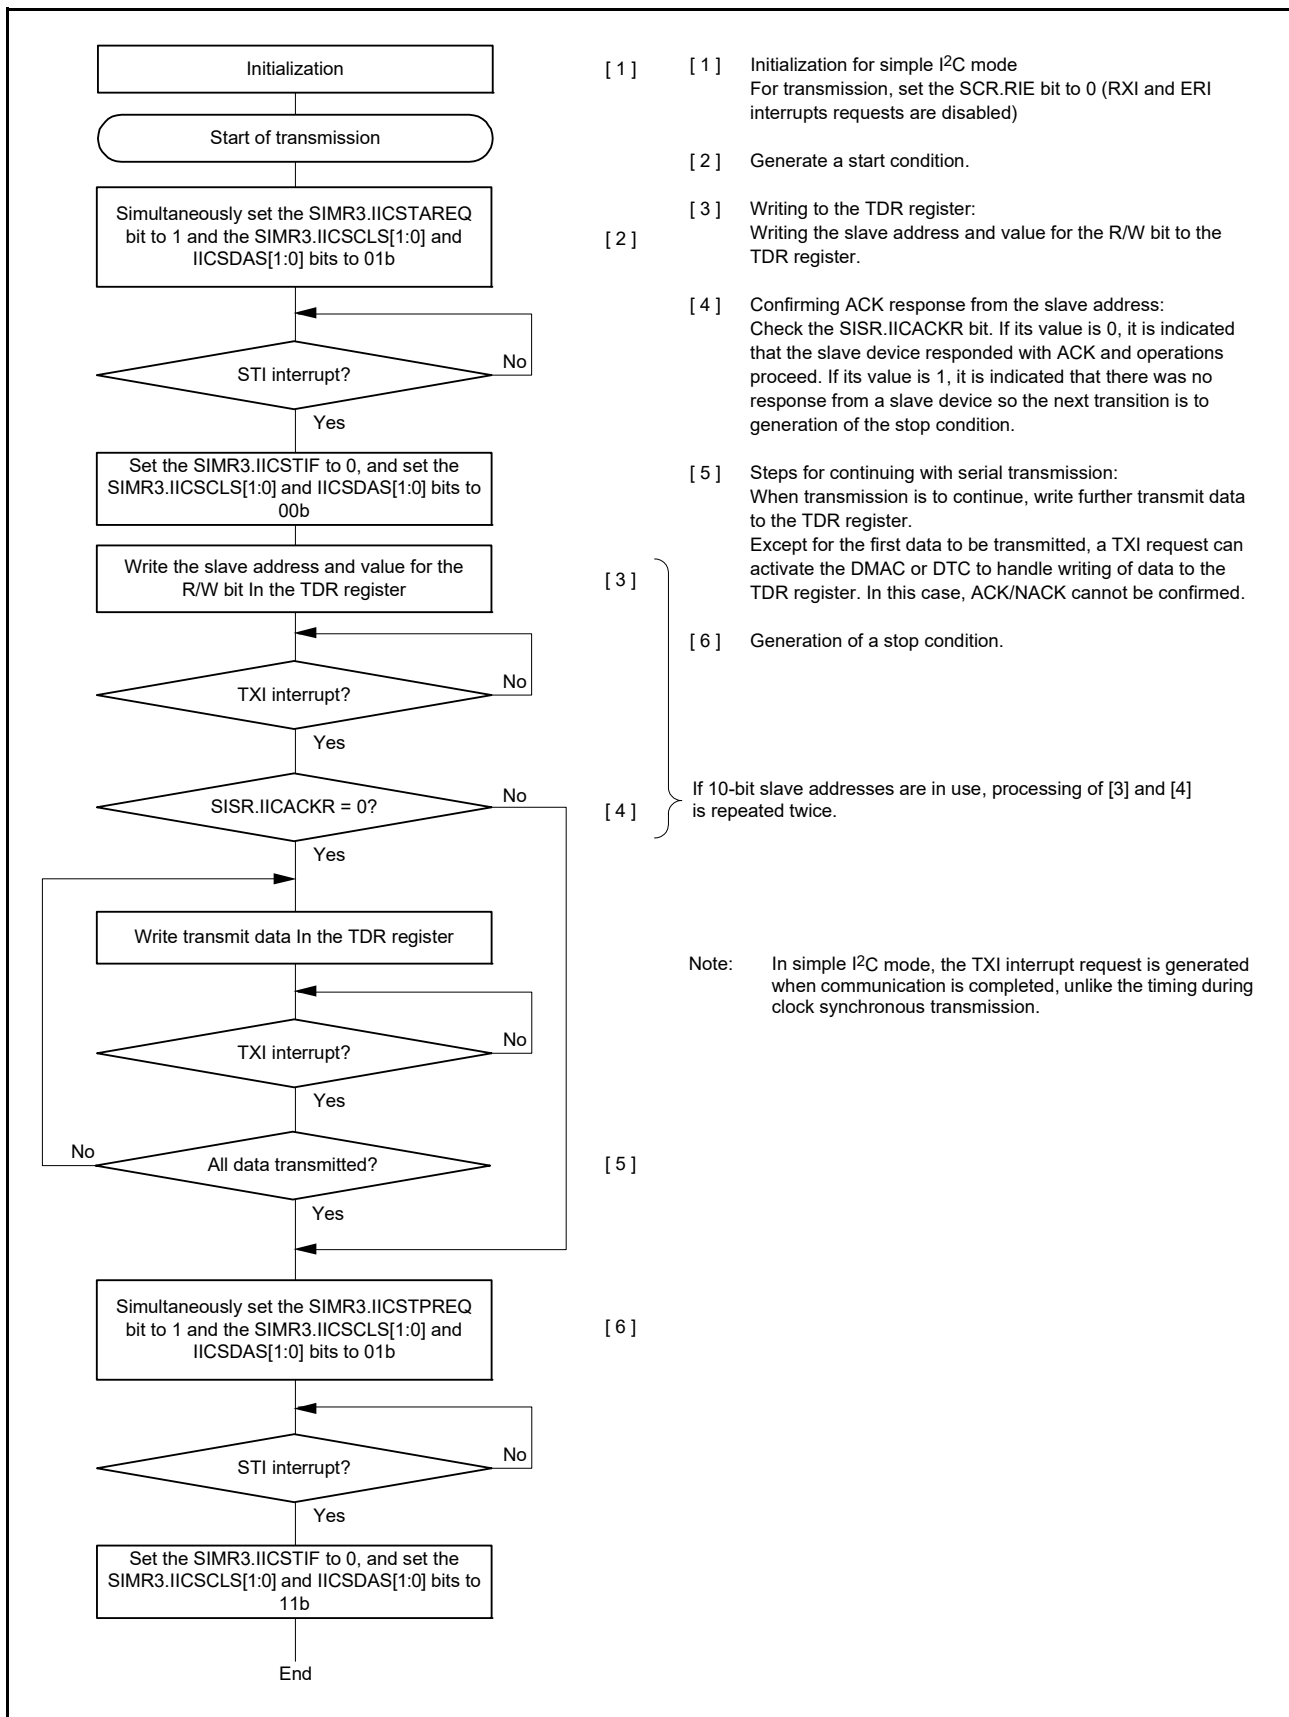 Initialization
[ 1 ]
Start of transmission
Simultaneously set the SIMR3.IICSTAREQ
bit to 1 and the SIMR3.IICSCLS[1:0] and
IICSDAS[1:0] bits to 01b
[ 2 ]
STI interrupt?
No
Yes
Set the SIMR3.IICSTIF to 0, and set the
SIMR3.IICSCLS[1:0] and IICSDAS[1:0] bits to
00b
Write the slave address and value for the
R/W bit In the TDR register
[ 3 ]
TXI interrupt?
No
Yes
SISR.IICACKR = 0?
No
[ 4 ]
Yes
Write transmit data In the TDR register
TXI interrupt?
No
Yes
All data transmitted?
No
[ 5 ]
Yes
Simultaneously set the SIMR3.IICSTPREQ
bit to 1 and the SIMR3.IICSCLS[1:0] and
IICSDAS[1:0] bits to 01b
[ 6 ]
STI interrupt?
No
Yes
Set the SIMR3.IICSTIF to 0, and set the
SIMR3.IICSCLS[1:0] and IICSDAS[1:0] bits to
11b
End
[ 1 ] Initialization for simple I2C mode
For transmission, set the SCR.RIE bit to 0 (RXI and ERI
interrupts requests are disabled)
[ 2 ] Generate a start condition.
[ 3 ] Writing to the TDR register:
Writing the slave address and value for the R/W bit to the
TDR register.
[ 4 ] Confirming ACK response from the slave address:
Check the SISR.IICACKR bit. If its value is 0, it is indicated
that the slave device responded with ACK and operations
proceed. If its value is 1, it is indicated that there was no
response from a slave device so the next transition is to
generation of the stop condition.
[ 5 ] Steps for continuing with serial transmission:
When transmission is to continue, write further transmit data
to the TDR register.
Except for the first data to be transmitted, a TXI request can
activate the DMAC or DTC to handle writing of data to the
TDR register. In this case, ACK/NACK cannot be confirmed.
[ 6 ] Generation of a stop condition.
If 10-bit slave addresses are in use, processing of [3] and [4]
is repeated twice.
Note: In simple I2C mode, the TXI interrupt request is generated
when communication is completed, unlike the timing during
clock synchronous transmission.